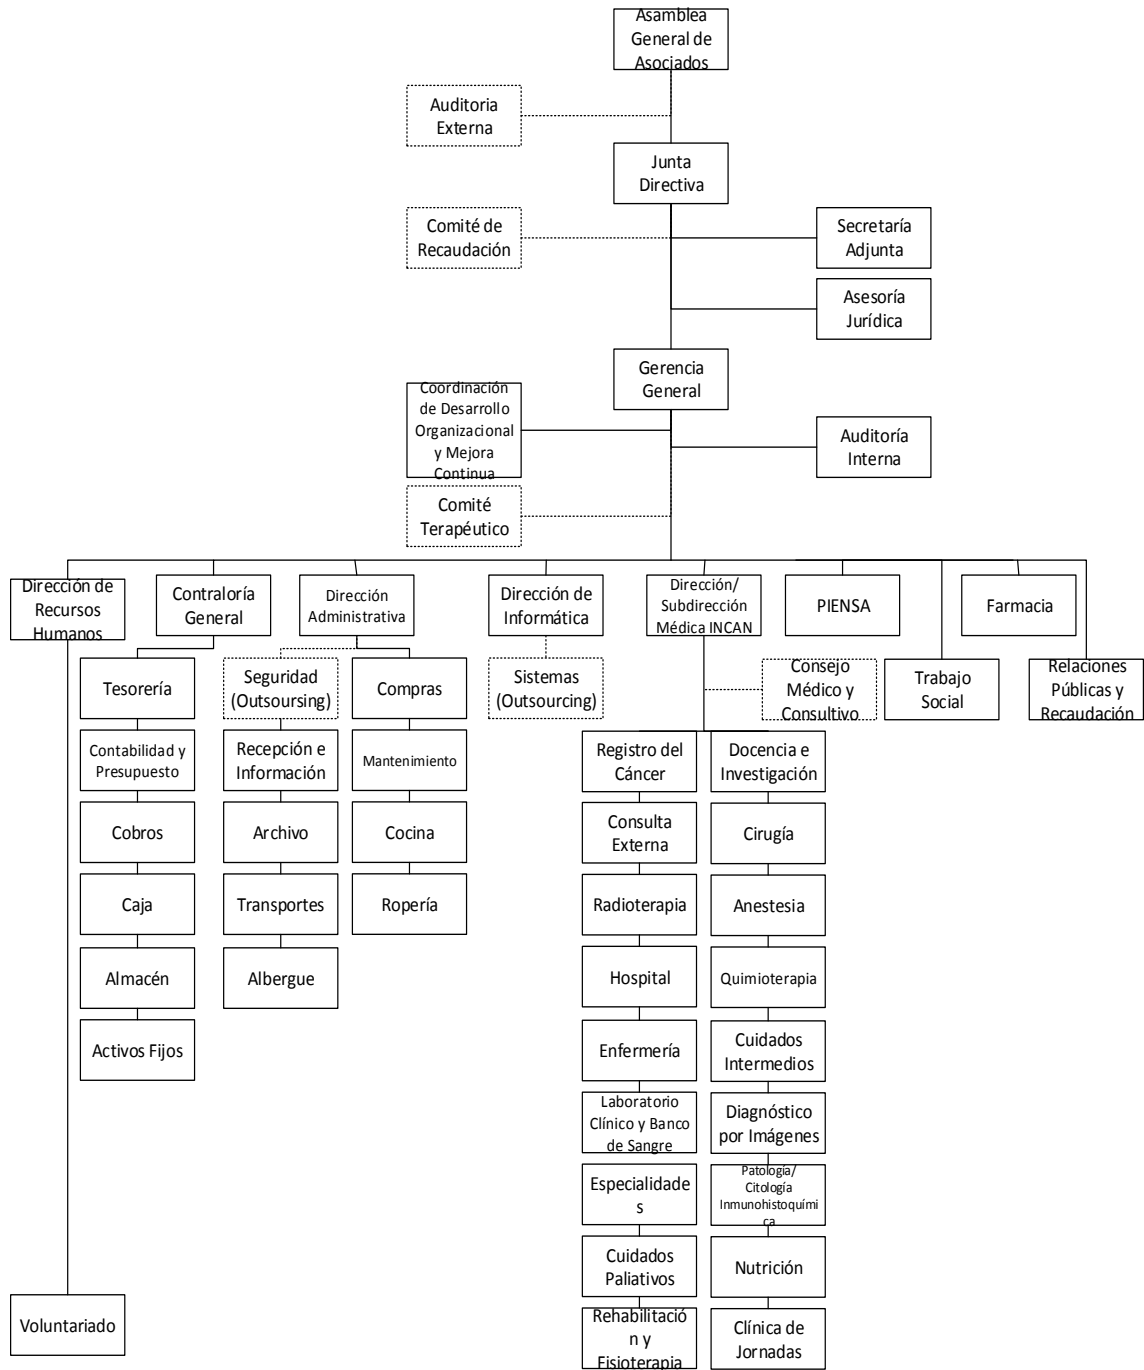 Asamblea
General de
Asociados
Auditoria
Externa
Junta
Directiva
Comité de
Recaudación
Secretaría
Adjunta
Asesoría
Jurídica
Gerencia
General
Coordinación
de Desarrollo
Organizacional
y Mejora
Continua
Auditoría
Interna
Comité
Terapéutico
Dirección de
Recursos
Humanos
Contraloría
General
Dirección
Administrativa
Dirección de
Informática
Dirección/
Subdirección
Médica INCAN
PIENSA
Farmacia
Tesorería
Seguridad
(Outsoursing)
Compras
Sistemas
(Outsourcing)
Consejo
Médico y
Consultivo
Trabajo
Social
Relaciones
Públicas y
Recaudación
Contabilidad y
Presupuesto
Recepción e
Información
Mantenimiento
Registro del
Cáncer
Docencia e
Investigación
Cobros
Archivo
Cocina
Consulta
Externa
Cirugía
Caja
Transportes
Ropería
Radioterapia
Anestesia
Almacén
Albergue
Hospital
Quimioterapia
Activos Fijos
Enfermería
Cuidados
Intermedios
Laboratorio
Clínico y Banco
de Sangre
Diagnóstico
por Imágenes
Especialidade
s
Patología/
Citología
Inmunohistoquími
ca
Cuidados
Paliativos
Nutrición
Voluntariado
Rehabilitació
n y
Fisioterapia
Clínica de
Jornadas